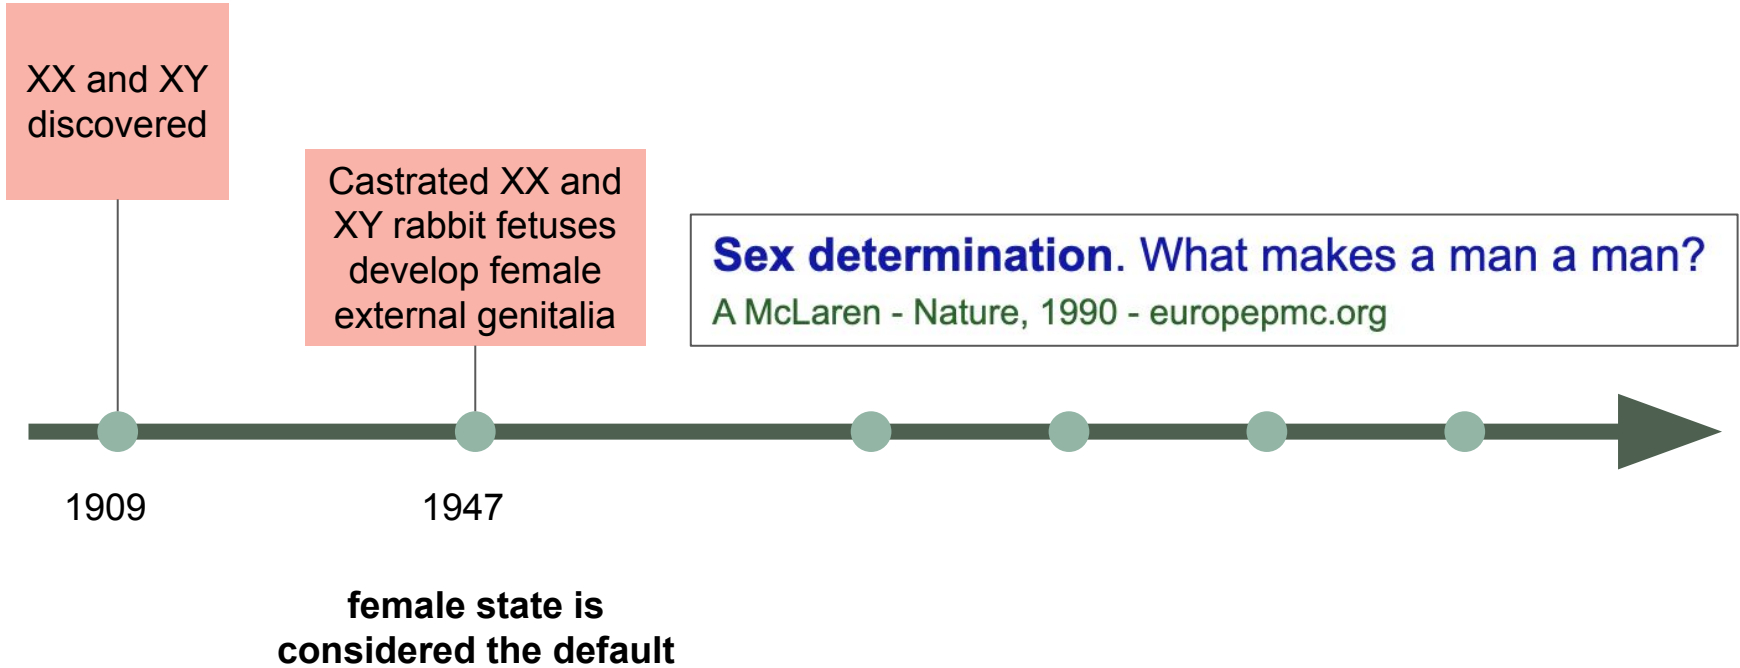 XX and XY
discovered
Castrated XX and
XY rabbit fetuses
develop female
external genitalia
Sex determination. What makes a man a man?
A McLaren - Nature, 1990 - europepmc.org
1909
1947
female state is
considered the default